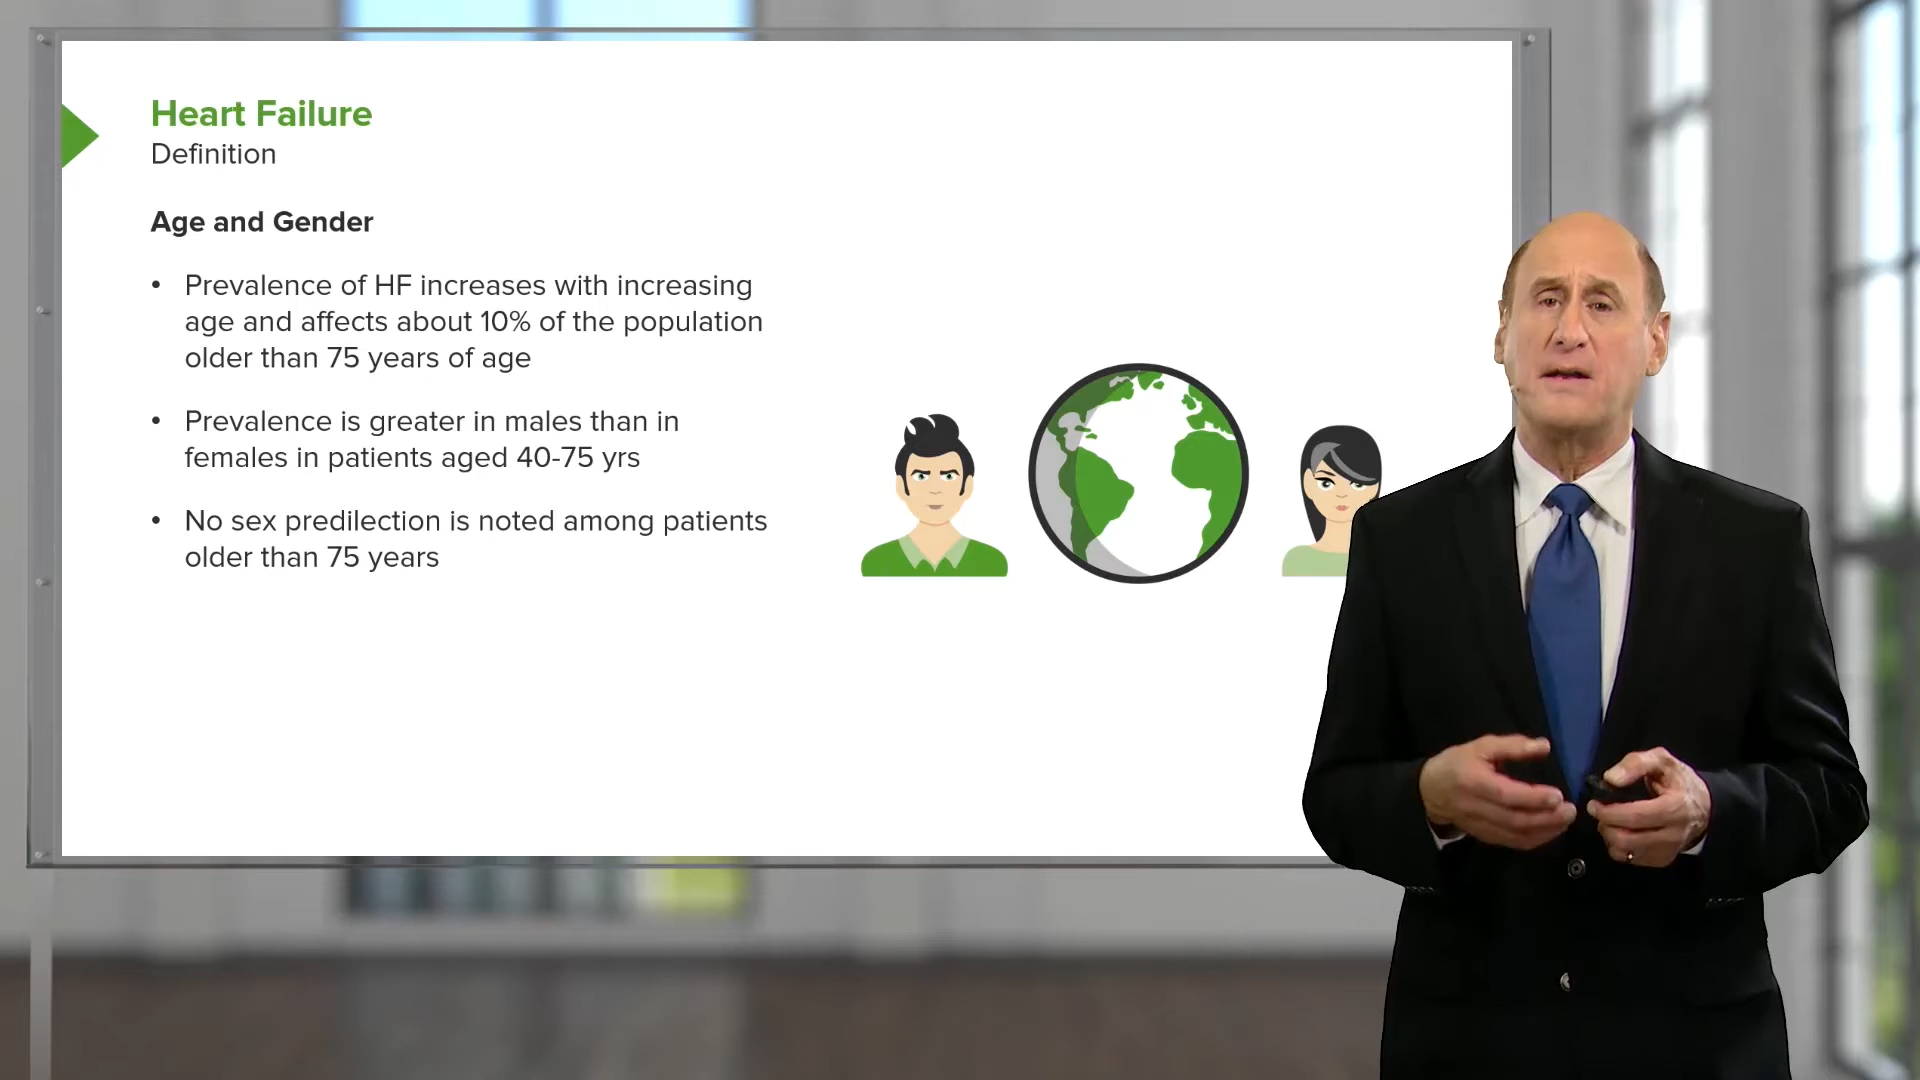 Heart Failure
Definition
Age and Gender
• Prevalence of HF increases with increasing
age and affects about 10% of the population
older than 75 years of age
• Prevalence is greater in males than in
females in patients aged 40-75 yrs
• No sex predilection is noted among patients
older than 75 years